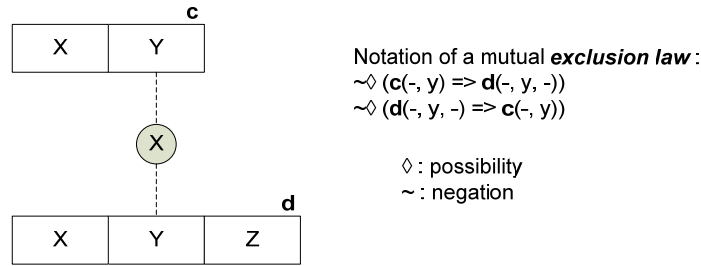 c
X Y
X
d
X Y Z
Notation of a mutual exclusion law :
~◊ (c(-, y) => d(-, y, -))
~◊ (d(-, y, -) => c(-, y))
◊ : possibility
~ : negation